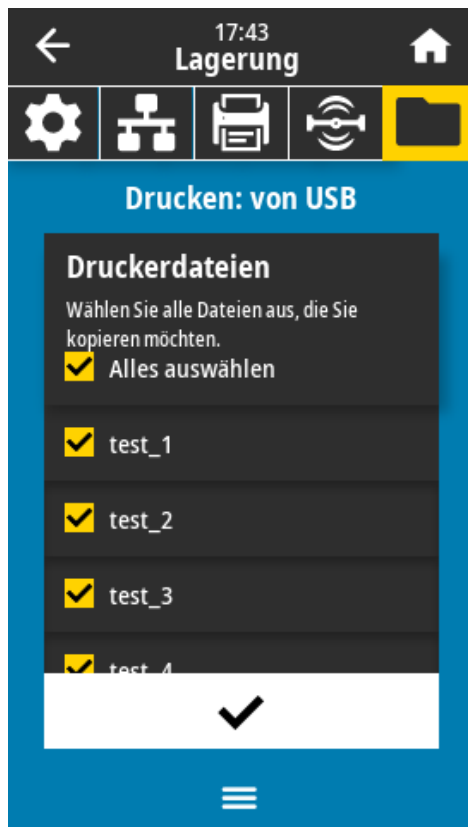 17:43
Lagerung
Drucken: von USB
Druckerdateien
Wählen Sie alle Dateien aus, die Sie
kopieren möchten.
Alles auswählen
test_1
test_2
test_3
test_4